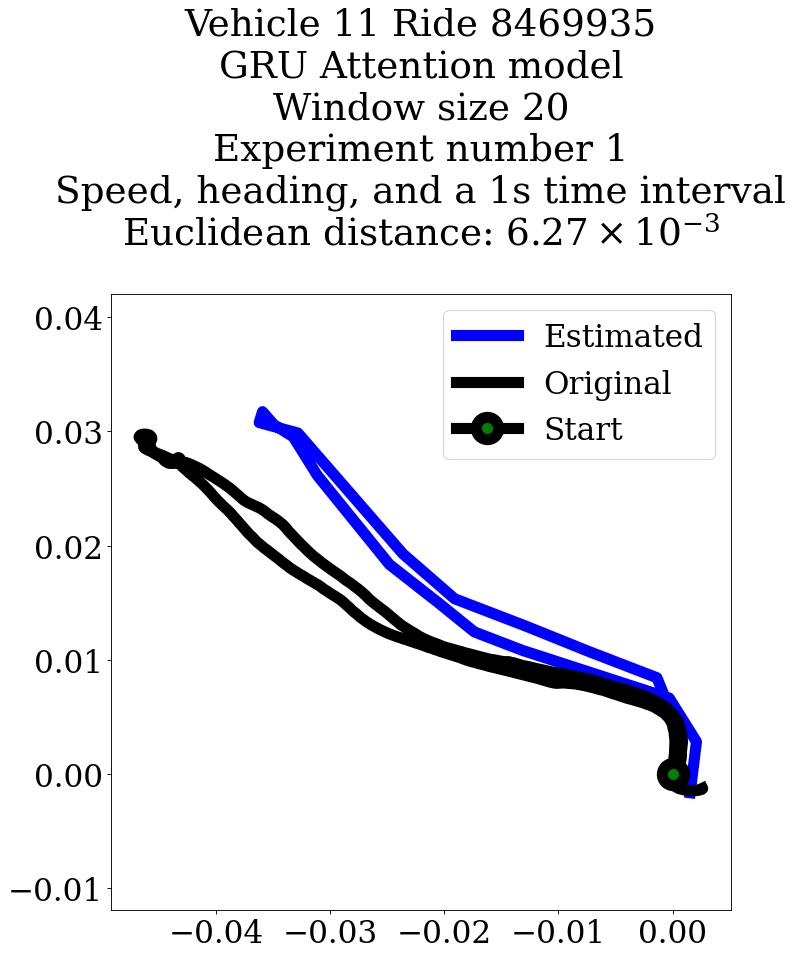 Vehicle 11 Ride 8469935
GRU Attention model
Window size 20
Experiment number 1
Speed, heading, and a 1s time interval
Euclidean distance: 6.27 × 10⁻³
Estimated
Original
Start
0.04
0.03
0.02
0.01
0.00
−0.01
−0.04 −0.03 −0.02 −0.01 0.00